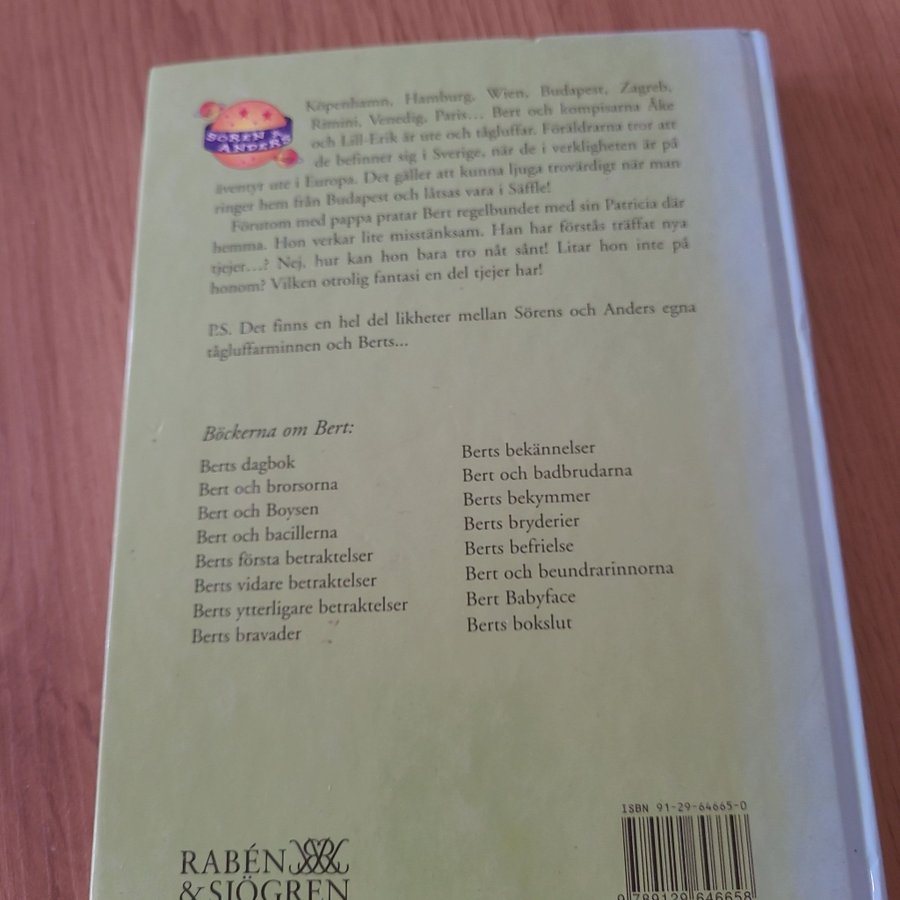 SÖREN &
ANDERS
Köpenhamn, Hamburg, Wien, Budapest, Zagreb,
Rimini, Venedig, Paris... Bert och kompisarna Åke
och Lill-Erik är ute och tågluffar. Föräldrarna tror att
de befinner sig i Sverige, när de i verkligheten är på
äventyr ute i Europa. Det gäller att kunna ljuga trovärdigt när man
ringer hem från Budapest och låtsas vara i Säffle!
Förutom med pappa pratar Bert regelbundet med sin Patricia där
hemma. Hon verkar lite misstänksam. Han har förstås träffat nya
tjejer...? Nej, hur kan hon bara tro nåt sånt! Litar hon inte på
honom? Vilken otrolig fantasi en del tjejer har!
P.S. Det finns en hel del likheter mellan Sörens och Anders egna
tågluffarminnen och Berts...
Böckerna om Bert:
Berts dagbok
Bert och brorsorna
Bert och Boysen
Bert och bacillerna
Berts första betraktelser
Berts vidare betraktelser
Berts ytterligare betraktelser
Berts bravader
Berts bekännelser
Bert och badbrudarna
Berts bekymmer
Berts bryderier
Berts befrielse
Bert och beundrarinnorna
Bert Babyface
Berts bokslut
ISBN 91-29-64665-0
9 789129 646658
RABÉN
& SJÖGREN